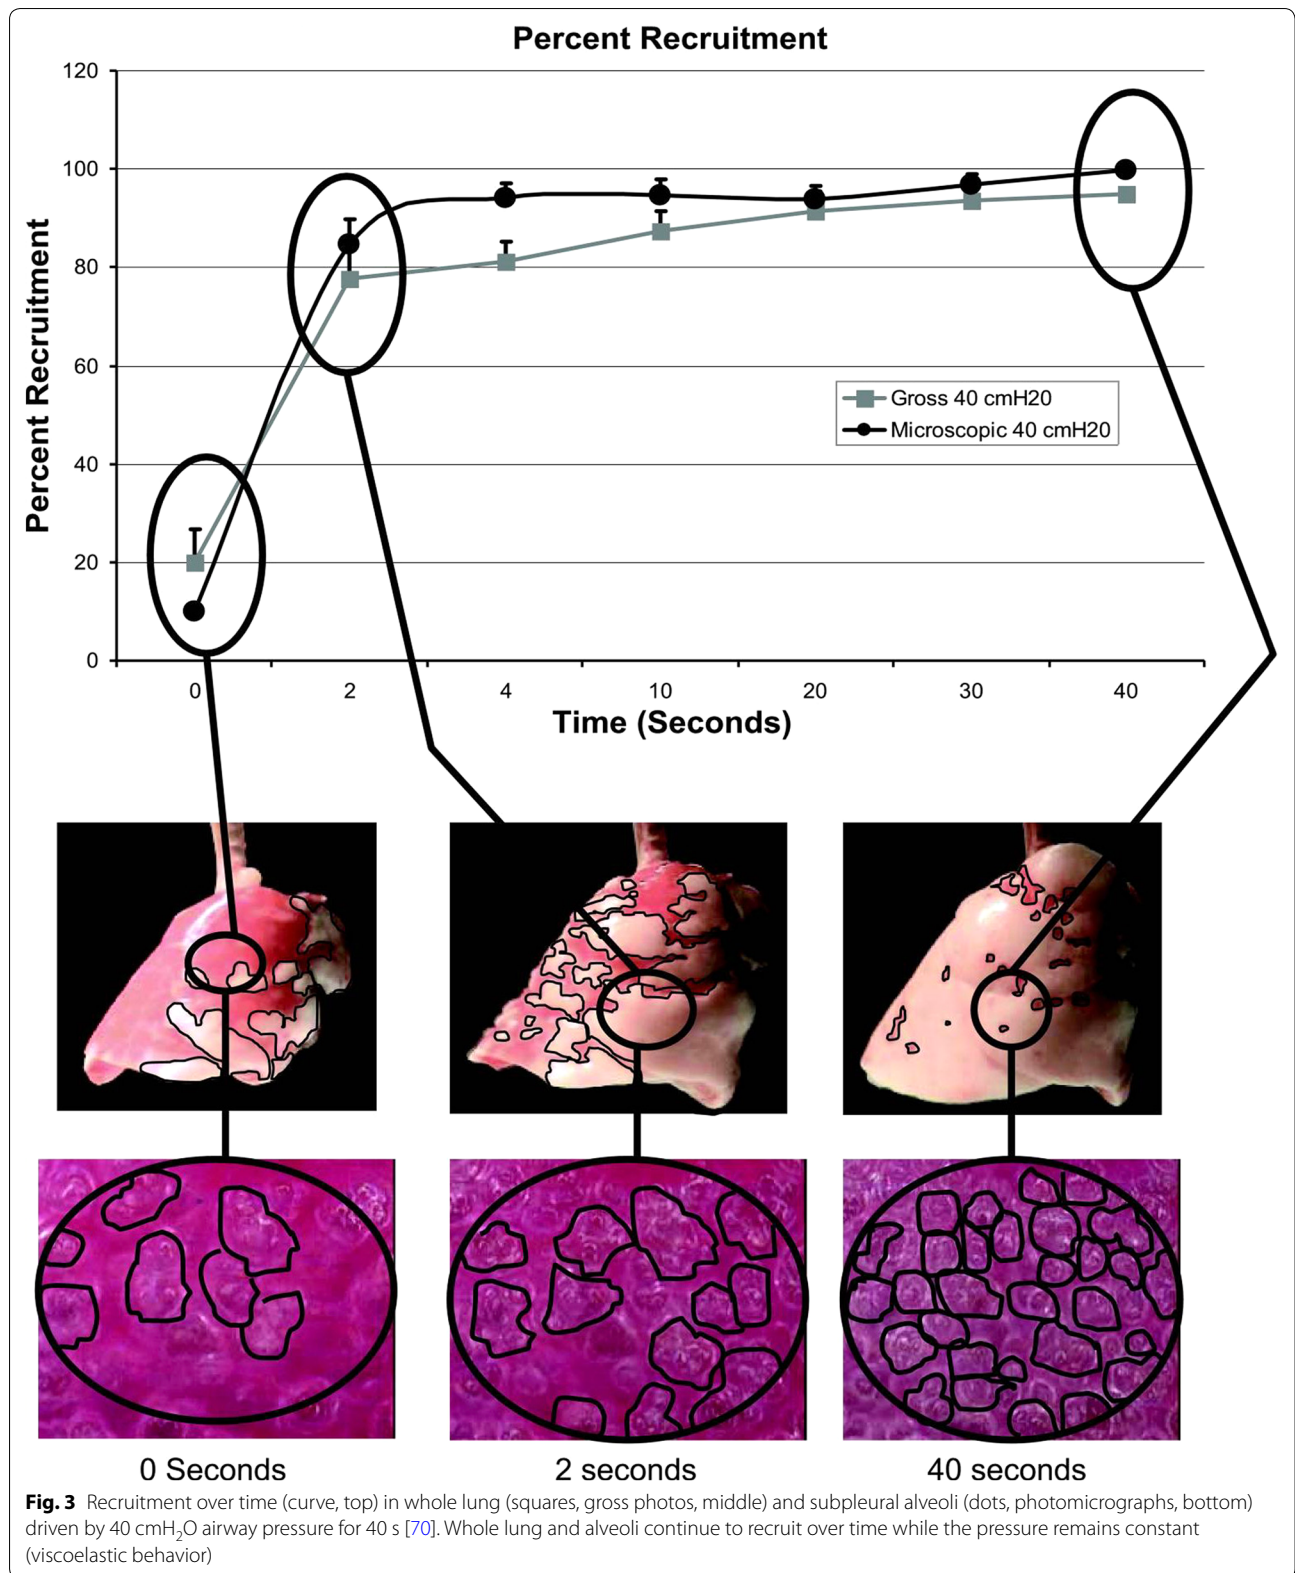 Percent Recruitment
120
100
80
60
40
20
0
Percent Recruitment
Gross 40 cmH20
Microscopic 40 cmH20
0 2 4 10 20 30 40
Time (Seconds)
0 Seconds 2 seconds 40 seconds
Fig. 3 Recruitment over time (curve, top) in whole lung (squares, gross photos, middle) and subpleural alveoli (dots, photomicrographs, bottom)
driven by 40 cmH₂O airway pressure for 40 s [70]. Whole lung and alveoli continue to recruit over time while the pressure remains constant
(viscoelastic behavior)